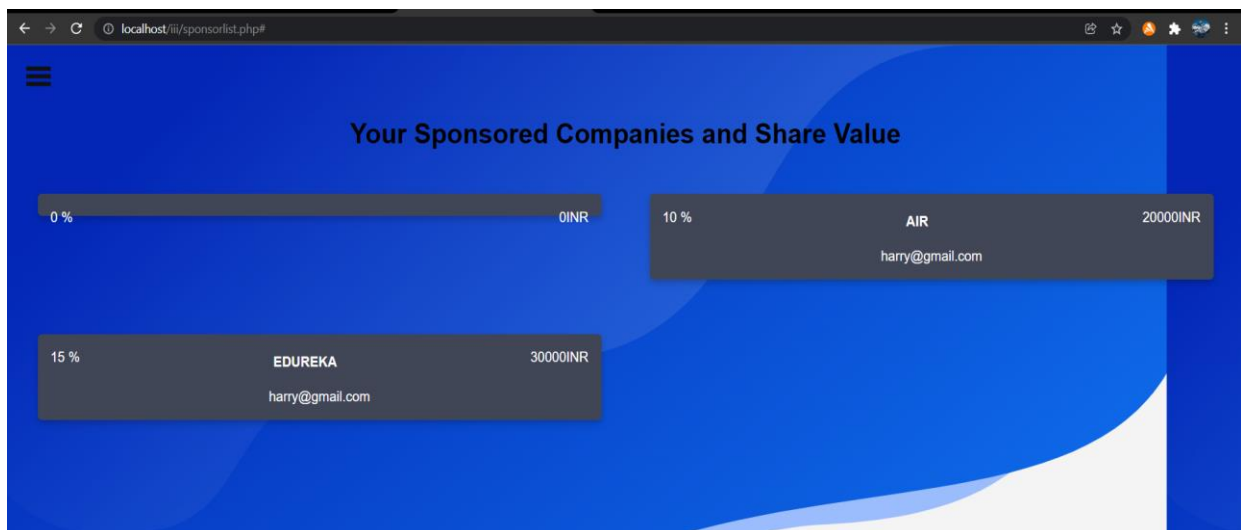 localhost/iii/sponsorlist.php#
Your Sponsored Companies and Share Value
0 % 0INR
10 % AIR 20000INR
harry@gmail.com
15 % EDUREKA 30000INR
harry@gmail.com